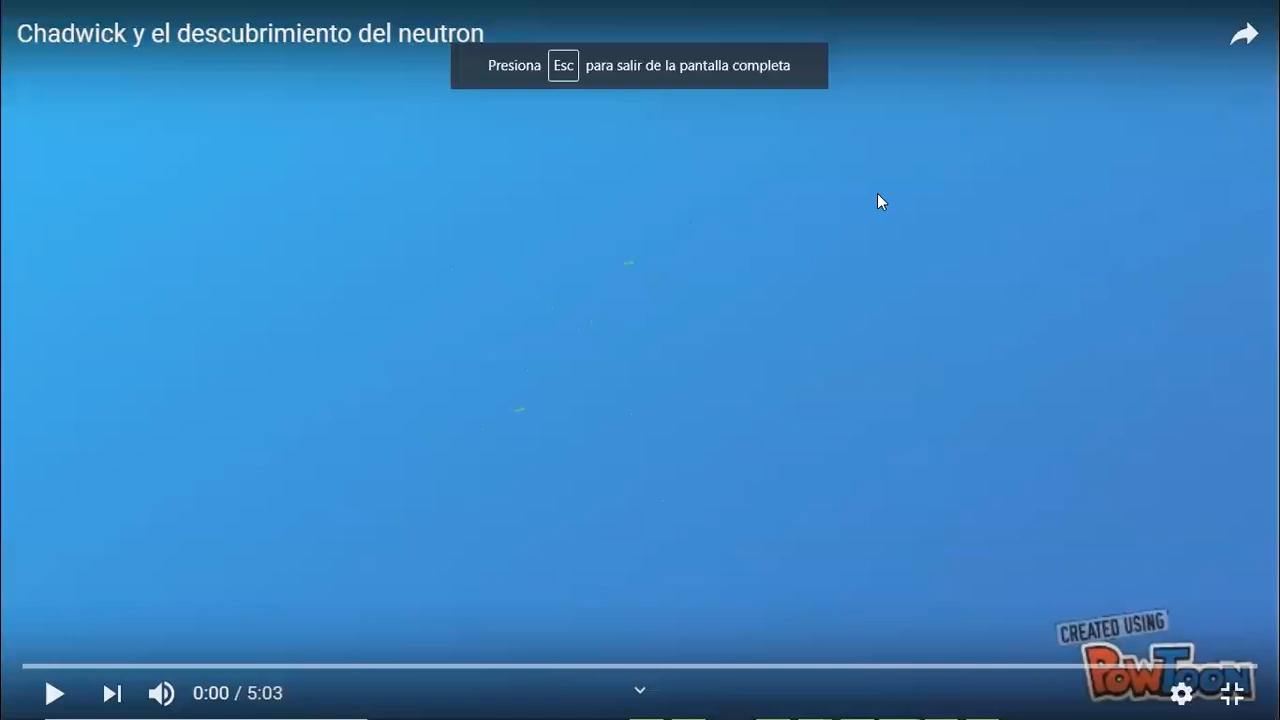 Chadwick y el descubrimiento del neutron
Presiona Esc para salir de la pantalla completa
CREATED USING
POWTOON
0:00 / 5:03